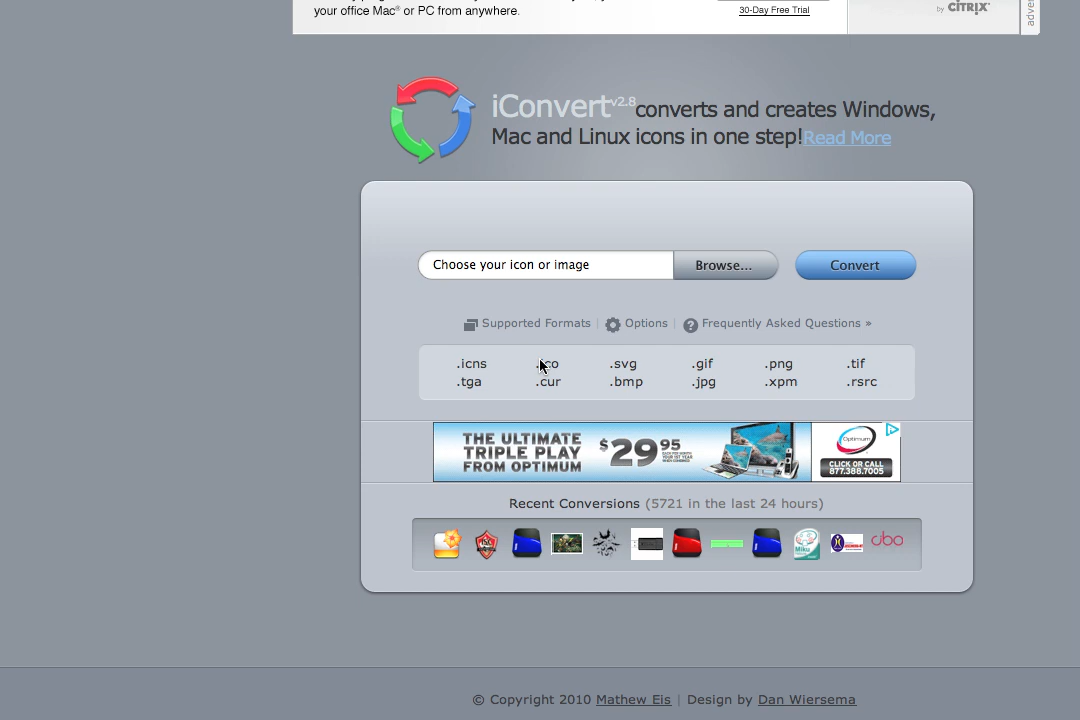 your office Mac® or PC from anywhere.
30-Day Free Trial
by CITRIX®
iConvert v2.8 converts and creates Windows,
Mac and Linux icons in one step! Read More
Choose your icon or image
Browse...
Convert
Supported Formats | Options | Frequently Asked Questions »
.icns .ico .svg .gif .png .tif
.tga .cur .bmp .jpg .xpm .rsrc
THE ULTIMATE
TRIPLE PLAY
FROM OPTIMUM
$29.95
Optimum.
CLICK OR CALL
877.388.7005
Recent Conversions (5721 in the last 24 hours)
Miku
ubo
© Copyright 2010 Mathew Eis | Design by Dan Wiersema